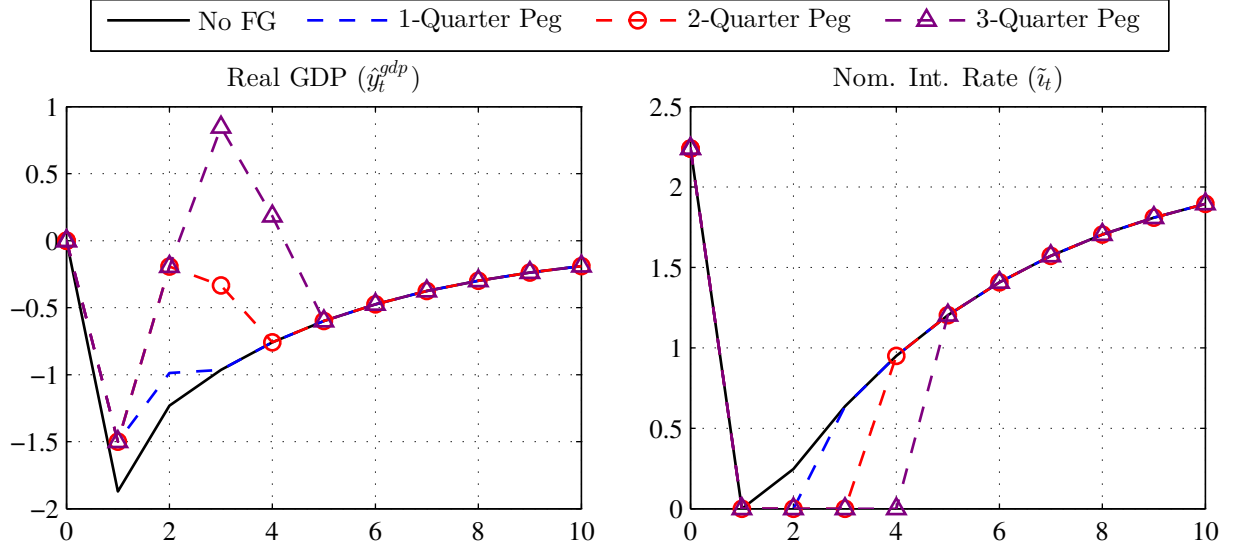 No FG 1-Quarter Peg 2-Quarter Peg 3-Quarter Peg
Real GDP (ŷ_t^{gdp})
1
0.5
0
−0.5
−1
−1.5
−2
0 2 4 6 8 10
Nom. Int. Rate (ĩ_t)
2.5
2
1.5
1
0.5
0
0 2 4 6 8 10